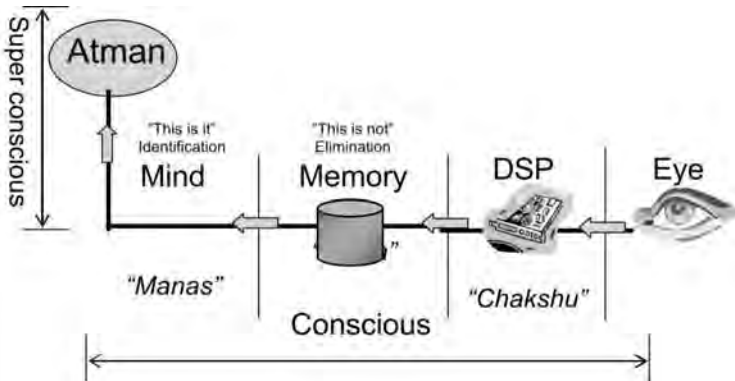 Super conscious
Atman
"This is it"
Identification
Mind
"This is not"
Elimination
Memory
DSP
Eye
"Manas"
"Chakshu"
Conscious